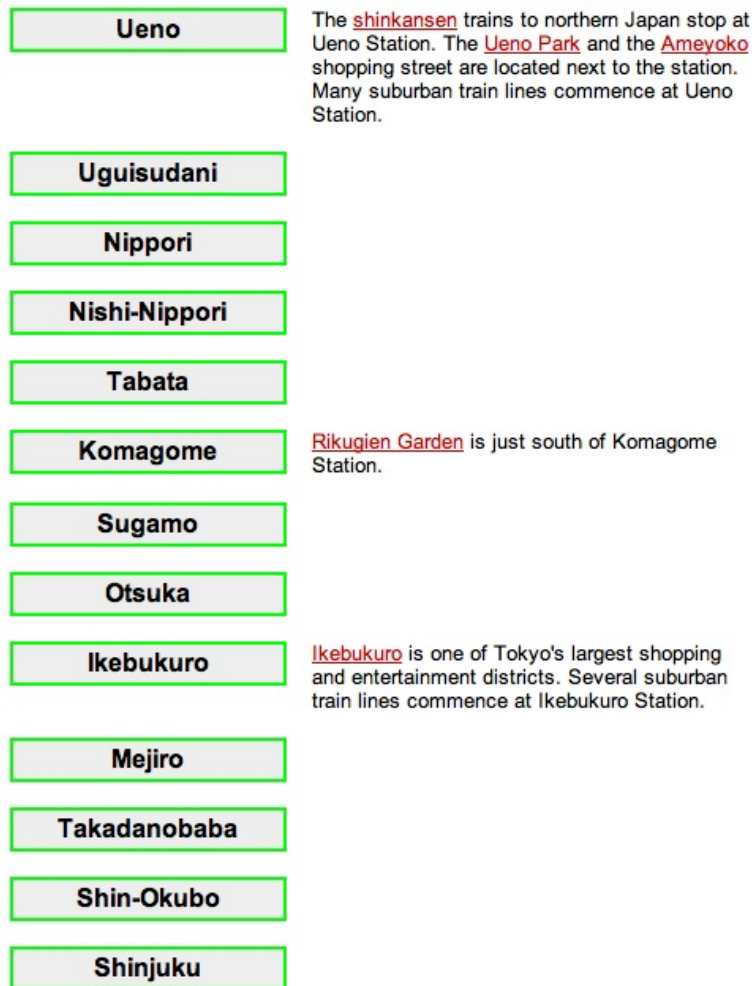 Ueno
The shinkansen trains to northern Japan stop at
Ueno Station. The Ueno Park and the Ameyoko
shopping street are located next to the station.
Many suburban train lines commence at Ueno
Station.
Uguisudani
Nippori
Nishi-Nippori
Tabata
Komagome
Rikugien Garden is just south of Komagome
Station.
Sugamo
Otsuka
Ikebukuro
Ikebukuro is one of Tokyo's largest shopping
and entertainment districts. Several suburban
train lines commence at Ikebukuro Station.
Mejiro
Takadanobaba
Shin-Okubo
Shinjuku